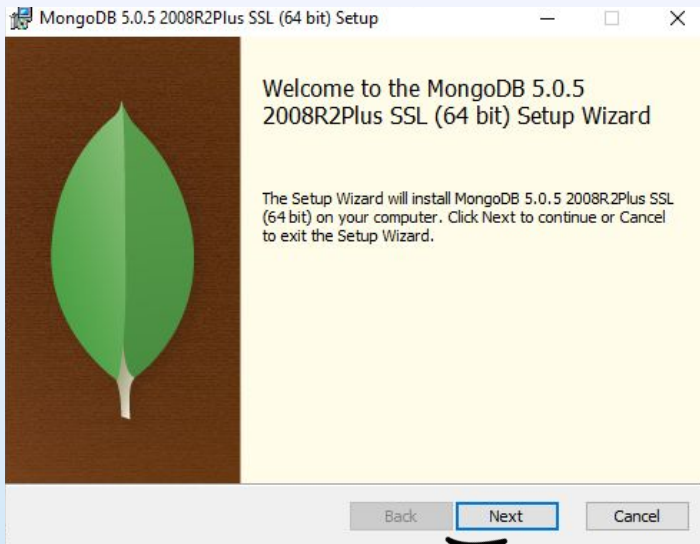 MongoDB 5.0.5 2008R2Plus SSL (64 bit) Setup
Welcome to the MongoDB 5.0.5
2008R2Plus SSL (64 bit) Setup Wizard
The Setup Wizard will install MongoDB 5.0.5 2008R2Plus SSL
(64 bit) on your computer. Click Next to continue or Cancel
to exit the Setup Wizard.
Back Next Cancel